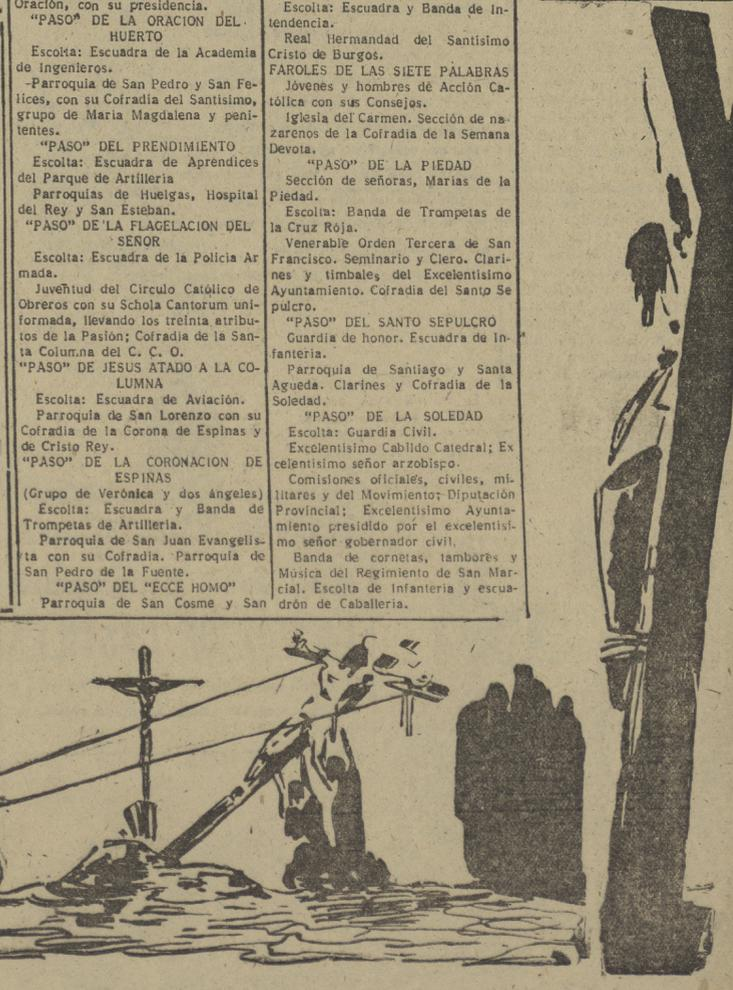 Oración, con su presidencia.
"PASO" DE LA ORACION DEL
HUERTO
Escolta: Escuadra de la Academia
de Ingenieros.
-Parroquia de San Pedro y San Fe-
lices, con su Cofradía del Santísimo,
grupo de María Magdalena y peni-
tentes.
"PASO" DEL PRENDIMIENTO
Escolta: Escuadra de Aprendices
del Parque de Artillería
Parroquias de Huelgas, Hospital
del Rey y San Esteban.
"PASO" DE LA FLAGELACION DEL
SEÑOR
Escolta: Escuadra de la Policía Ar
mada.
Juventud del Círculo Católico de
Obreros con su Schola Cantorum uni-
formada, llevando los treinta atribu-
tos de la Pasión; Cofradía de la San-
ta Columna del C. C. O.
"PASO" DE JESUS ATADO A LA CO-
LUMNA
Escolta: Escuadra de Aviación.
Parroquia de San Lorenzo con su
Cofradía de la Corona de Espinas y
de Cristo Rey.
"PASO" DE LA CORONACION DE
ESPINAS
(Grupo de Verónica y dos ángeles)
Escolta: Escuadra y Banda de
Trompetas de Artillería.
Parroquia de San Juan Evangelis-
ta con su Cofradía. Parroquia de
San Pedro de la Fuente.
"PASO" DEL "ECCE HOMO"
Parroquia de San Cosme y San
Escolta: Escuadra y Banda de In-
tendencia.
Real Hermandad del Santísimo
Cristo de Burgos.
FAROLES DE LAS SIETE PALABRAS
Jóvenes y hombres de Acción Ca-
tólica con sus Consejos.
Iglesia del Carmen. Sección de na-
zarenos de la Cofradía de la Semana
Devota.
"PASO" DE LA PIEDAD
Sección de señoras, Marías de la
Piedad.
Escolta: Banda de Trompetas de
la Cruz Roja.
Venerable Orden Tercera de San
Francisco. Seminario y Clero. Clari-
nes y timbales del Excelentísimo
Ayuntamiento. Cofradía del Santo Se
pulcro.
"PASO" DEL SANTO SEPULCRO
Guardia de honor. Escuadra de In-
fantería.
Parroquia de Santiago y Santa
Agueda. Clarines y Cofradía de la
Soledad.
"PASO" DE LA SOLEDAD
Escolta: Guardia Civil.
Excelentísimo Cabildo Catedral; Ex
celentísimo señor arzobispo.
Comisiones oficiales, civiles, mi-
litares y del Movimiento; Diputación
Provincial; Excelentísimo Ayunta-
miento presidido por el excelentísi-
mo señor gobernador civil.
Banda de cornetas, tambores y
Música del Regimiento de San Mar-
cial. Escolta de Infantería y escua-
drón de Caballería.